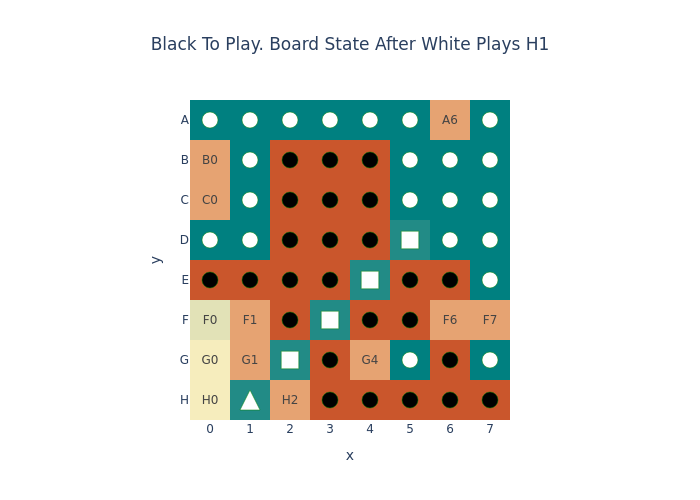 Black To Play. Board State After White Plays H1
A A6
B B0
C C0
D
E
F F0 F1 F6 F7
G G0 G1 G4
H H0 H2
0 1 2 3 4 5 6 7
x
y